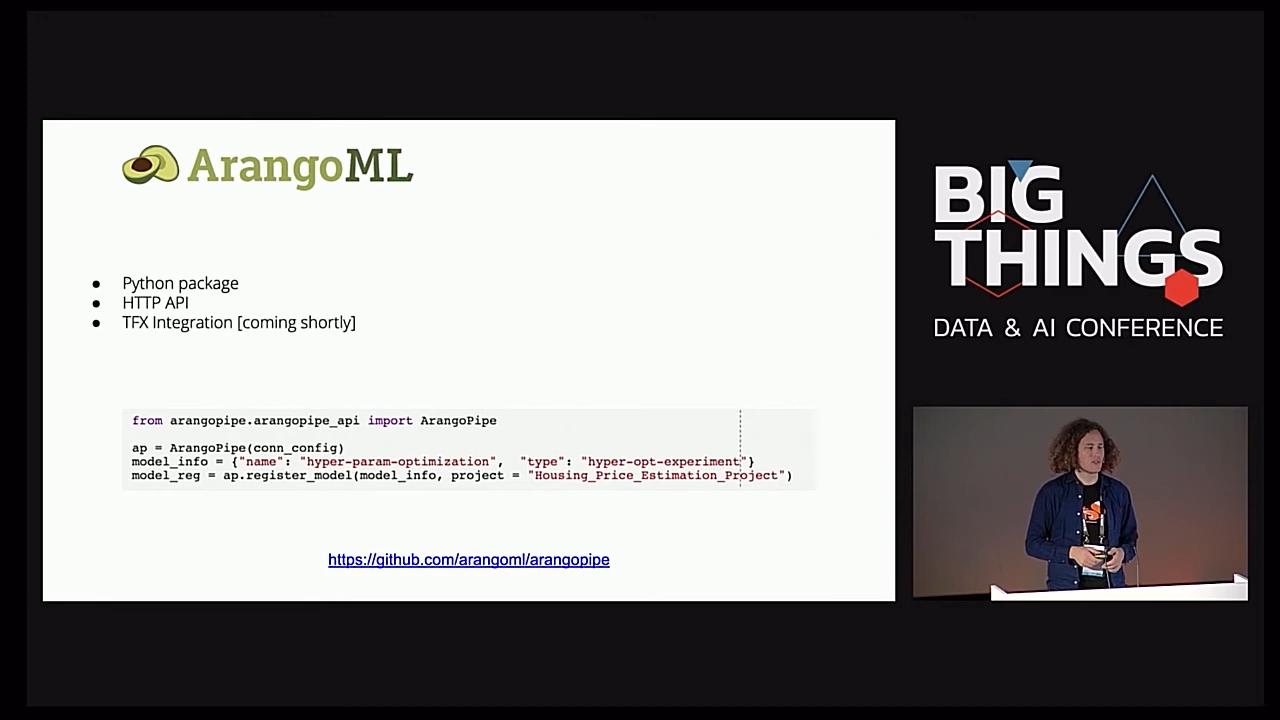 ArangoML
● Python package
● HTTP API
● TFX Integration [coming shortly]
from arangopipe.arangopipe_api import ArangoPipe
ap = ArangoPipe(conn_config)
model_info = {"name": "hyper-param-optimization",  "type": "hyper-opt-experiment"}
model_reg = ap.register_model(model_info, project = "Housing_Price_Estimation_Project")
https://github.com/arangoml/arangopipe
BIG
THINGS
DATA & AI CONFERENCE